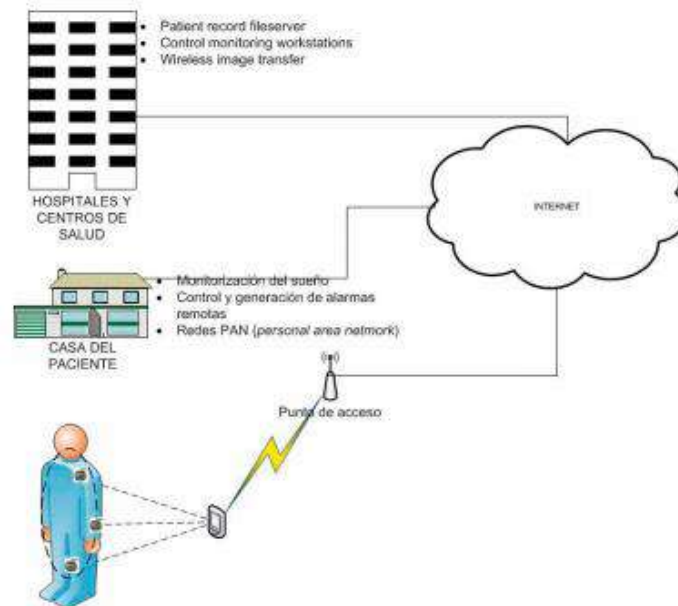 • Patient record fileserver
• Control monitoring workstations
• Wireless image transfer
HOSPITALES Y
CENTROS DE
SALUD
INTERNET
• Monitorización del sueño
• Control y generación de alarmas
remotas
• Redes PAN (personal area network)
CASA DEL
PACIENTE
Punto de acceso